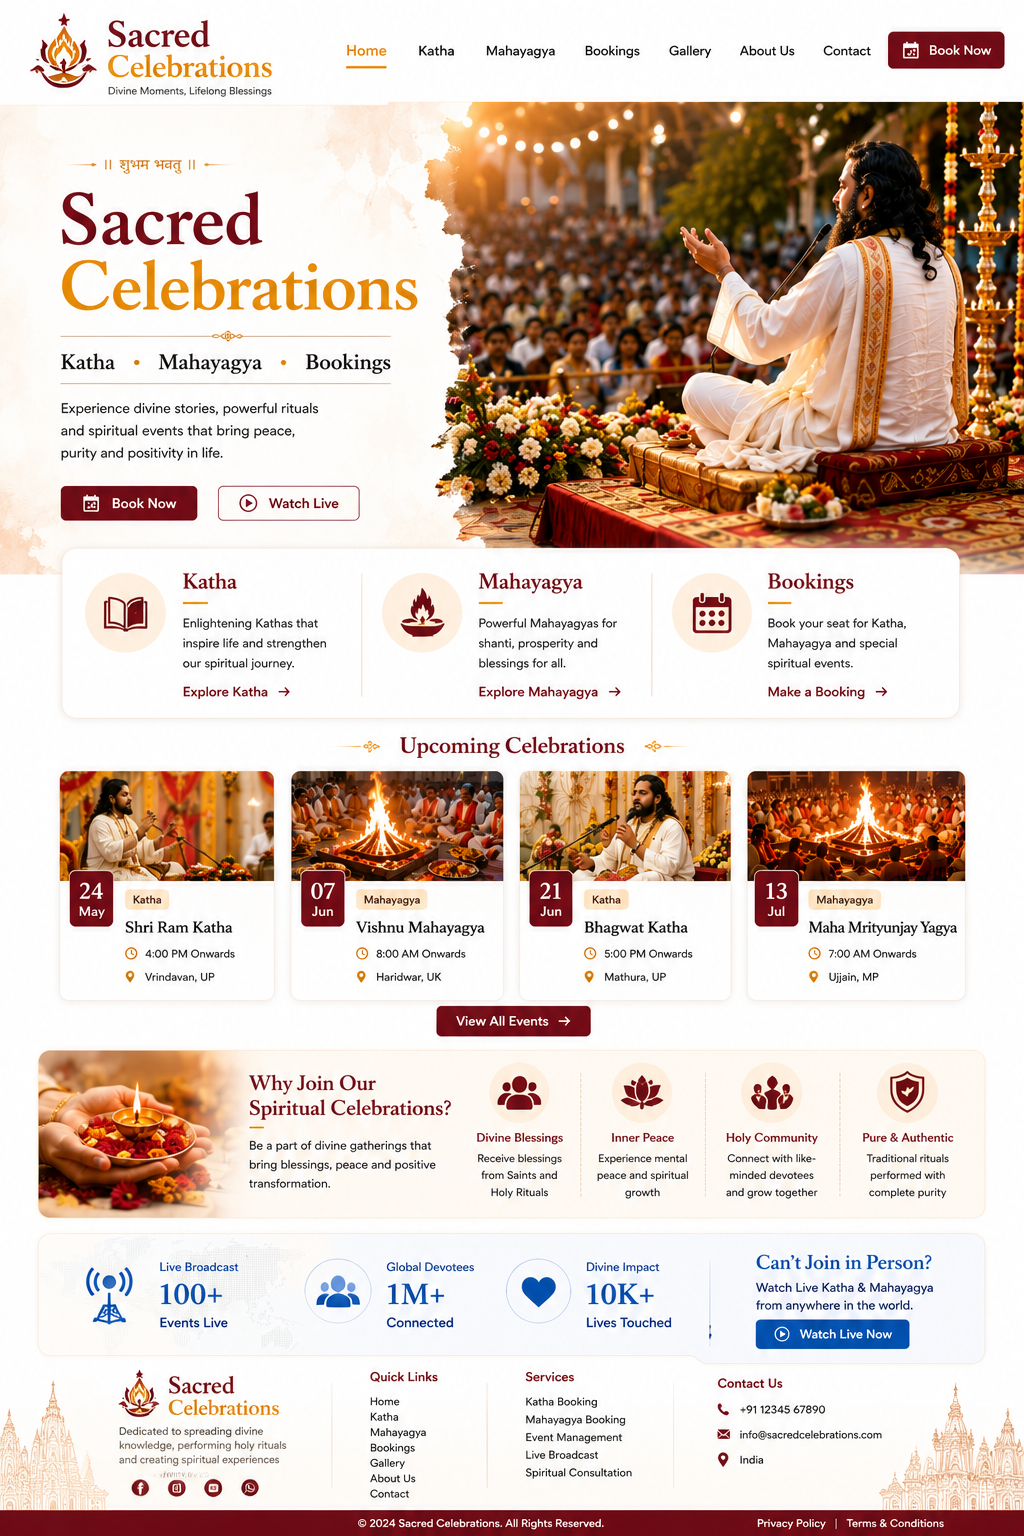 Sacred
Celebrations
Divine Moments, Lifelong Blessings
Home
Katha
Mahayagya
Bookings
Gallery
About Us
Contact
Book Now
॥ शुभम भवतु ॥
Sacred
Celebrations
Katha • Mahayagya • Bookings
Experience divine stories, powerful rituals
and spiritual events that bring peace,
purity and positivity in life.
Book Now
Watch Live
Katha
Enlightening Kathas that
inspire life and strengthen
our spiritual journey.
Explore Katha →
Mahayagya
Powerful Mahayagyas for
shanti, prosperity and
blessings for all.
Explore Mahayagya →
Bookings
Book your seat for Katha,
Mahayagya and special
spiritual events.
Make a Booking →
Upcoming Celebrations
24
May
Katha
Shri Ram Katha
4:00 PM Onwards
Vrindavan, UP
07
Jun
Mahayagya
Vishnu Mahayagya
8:00 AM Onwards
Haridwar, UK
21
Jun
Katha
Bhagwat Katha
5:00 PM Onwards
Mathura, UP
13
Jul
Mahayagya
Maha Mrityunjay Yagya
7:00 AM Onwards
Ujjain, MP
View All Events →
Why Join Our
Spiritual Celebrations?
Be a part of divine gatherings that
bring blessings, peace and positive
transformation.
Divine Blessings
Receive blessings
from Saints and
Holy Rituals
Inner Peace
Experience mental
peace and spiritual
growth
Holy Community
Connect with like-
minded devotees
and grow together
Pure & Authentic
Traditional rituals
performed with
complete purity
Live Broadcast
100+
Events Live
Global Devotees
1M+
Connected
Divine Impact
10K+
Lives Touched
Can't Join in Person?
Watch Live Katha & Mahayagya
from anywhere in the world.
Watch Live Now
Sacred
Celebrations
Dedicated to spreading divine
knowledge, performing holy rituals
and creating spiritual experiences
Quick Links
Home
Katha
Mahayagya
Bookings
Gallery
About Us
Contact
Services
Katha Booking
Mahayagya Booking
Event Management
Live Broadcast
Spiritual Consultation
Contact Us
+91 12345 67890
info@sacredcelebrations.com
India
© 2024 Sacred Celebrations. All Rights Reserved.
Privacy Policy | Terms & Conditions